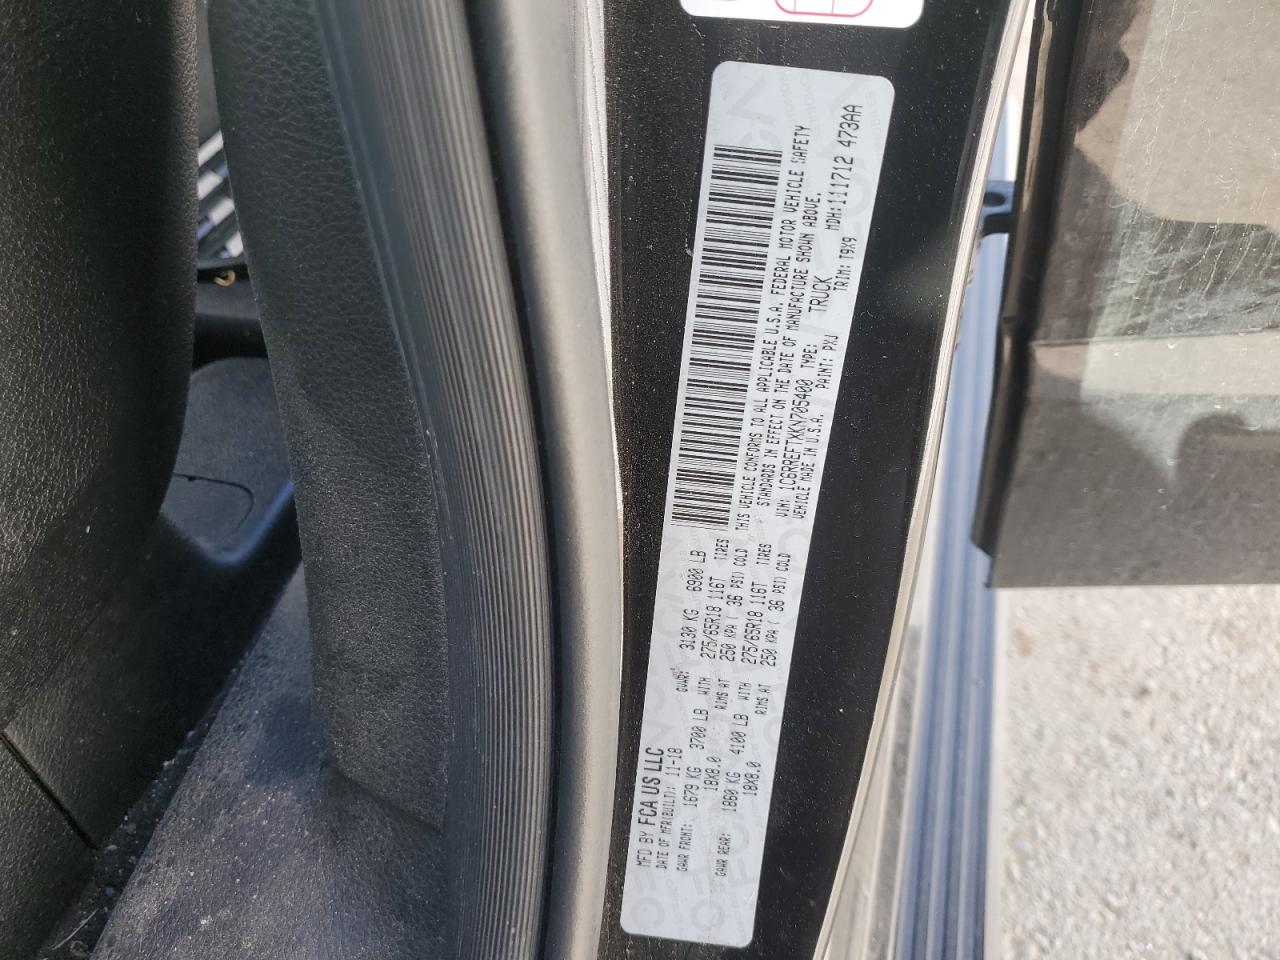 MFD BY FCA US LLC
DATE OF MFR(BUILT): 11-18 GVWR: 3130 KG 6900 LB
GAWR FRONT: 1679 KG 3700 LB WITH 275/65R18 116T TIRES
18X8.0 RIMS AT 250 KPA ( 36 PSI) COLD
GAWR REAR: 1860 KG 4100 LB WITH 275/65R18 116T TIRES
18X8.0 RIMS AT 250 KPA ( 36 PSI) COLD
THIS VEHICLE CONFORMS TO ALL APPLICABLE U.S.A. FEDERAL MOTOR VEHICLE SAFETY
STANDARDS IN EFFECT ON THE DATE OF MANUFACTURE SHOWN ABOVE.
VIN: 1C6RREFTXKN705400 TYPE: TRUCK MDH:111712 473AA
VEHICLE MADE IN U.S.A. PAINT: PXJ TRIM: T9X9